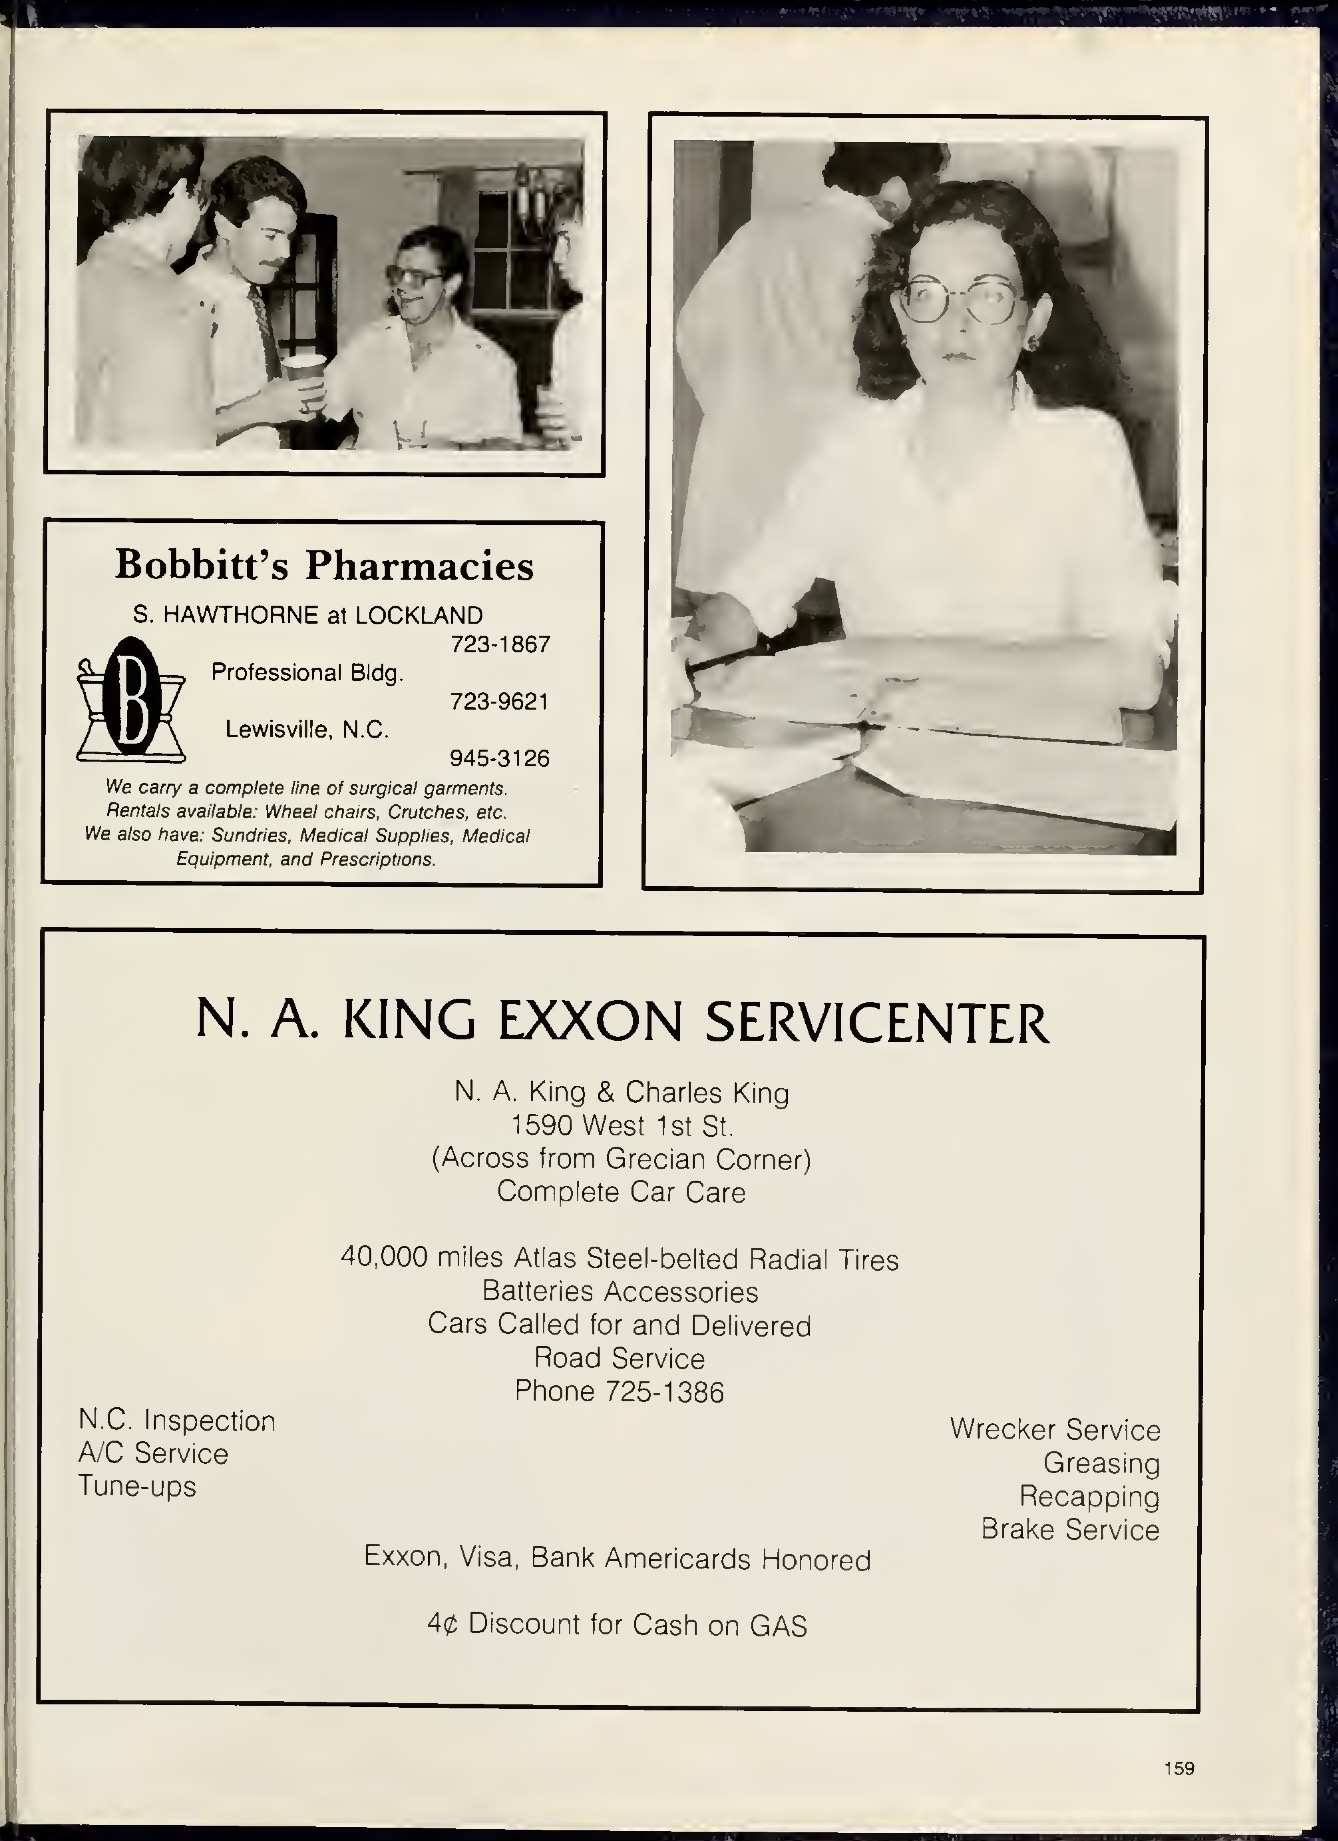 Bobbitt's Pharmacies
S. HAWTHORNE at LOCKLAND
723-1867
Professional Bldg.
723-9621
Lewisville, N.C.
945-3126
B
We carry a complete line of surgical garments.
Rentals available: Wheel chairs, Crutches, etc.
We also have: Sundries, Medical Supplies, Medical
Equipment, and Prescriptions.
N. A. KING EXXON SERVICENTER
N. A. King & Charles King
1590 West 1st St.
(Across from Grecian Corner)
Complete Car Care
40,000 miles Atlas Steel-belted Radial Tires
Batteries Accessories
Cars Called for and Delivered
Road Service
Phone 725-1386
N.C. Inspection
A/C Service
Tune-ups
Wrecker Service
Greasing
Recapping
Brake Service
Exxon, Visa, Bank Americards Honored
4¢ Discount for Cash on GAS
159